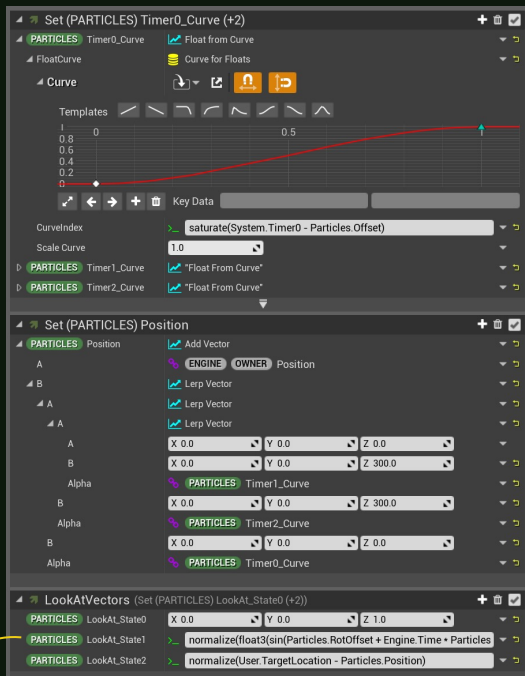 Set (PARTICLES) Timer0_Curve (+2)
PARTICLES Timer0_Curve Float from Curve
FloatCurve Curve for Floats
Curve
Templates
1 0 0.5 1
0.8
0.6
0.4
0.2
0
Key Data
CurveIndex saturate(System.Timer0 - Particles.Offset)
Scale Curve 1.0
PARTICLES Timer1_Curve "Float From Curve"
PARTICLES Timer2_Curve "Float From Curve"
Set (PARTICLES) Position
PARTICLES Position Add Vector
A ENGINE OWNER Position
B Lerp Vector
A Lerp Vector
A Lerp Vector
A X 0.0 Y 0.0 Z 0.0
B X 0.0 Y 0.0 Z 300.0
Alpha PARTICLES Timer1_Curve
B X 0.0 Y 0.0 Z 300.0
Alpha PARTICLES Timer2_Curve
B X 0.0 Y 0.0 Z 0.0
Alpha PARTICLES Timer0_Curve
LookAtVectors (Set (PARTICLES) LookAt_State0 (+2))
PARTICLES LookAt_State0 X 0.0 Y 0.0 Z 1.0
PARTICLES LookAt_State1 normalize(float3(sin(Particles.RotOffset + Engine.Time * Particles
PARTICLES LookAt_State2 normalize(User.TargetLocation - Particles.Position)